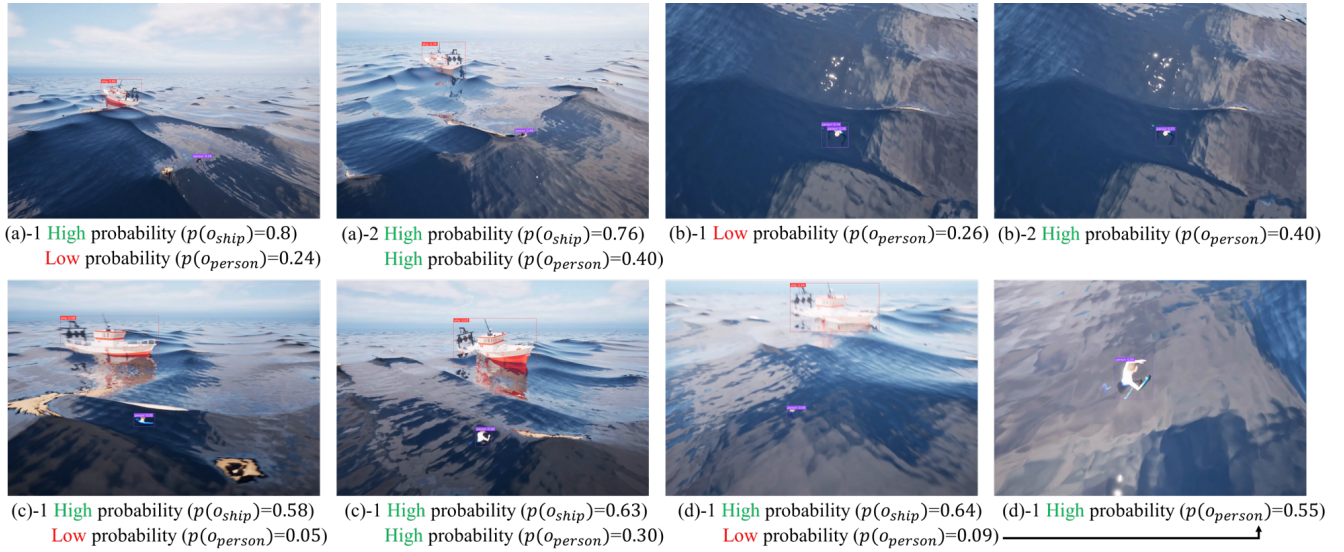 (a)-1 High probability (p(o_ship)=0.8)
Low probability (p(o_person)=0.24)
(a)-2 High probability (p(o_ship)=0.76)
High probability (p(o_person)=0.40)
(b)-1 Low probability (p(o_person)=0.26)
(b)-2 High probability (p(o_person)=0.40)
(c)-1 High probability (p(o_ship)=0.58)
Low probability (p(o_person)=0.05)
(c)-1 High probability (p(o_ship)=0.63)
High probability (p(o_person)=0.30)
(d)-1 High probability (p(o_ship)=0.64)
Low probability (p(o_person)=0.09)
(d)-1 High probability (p(o_person)=0.55)